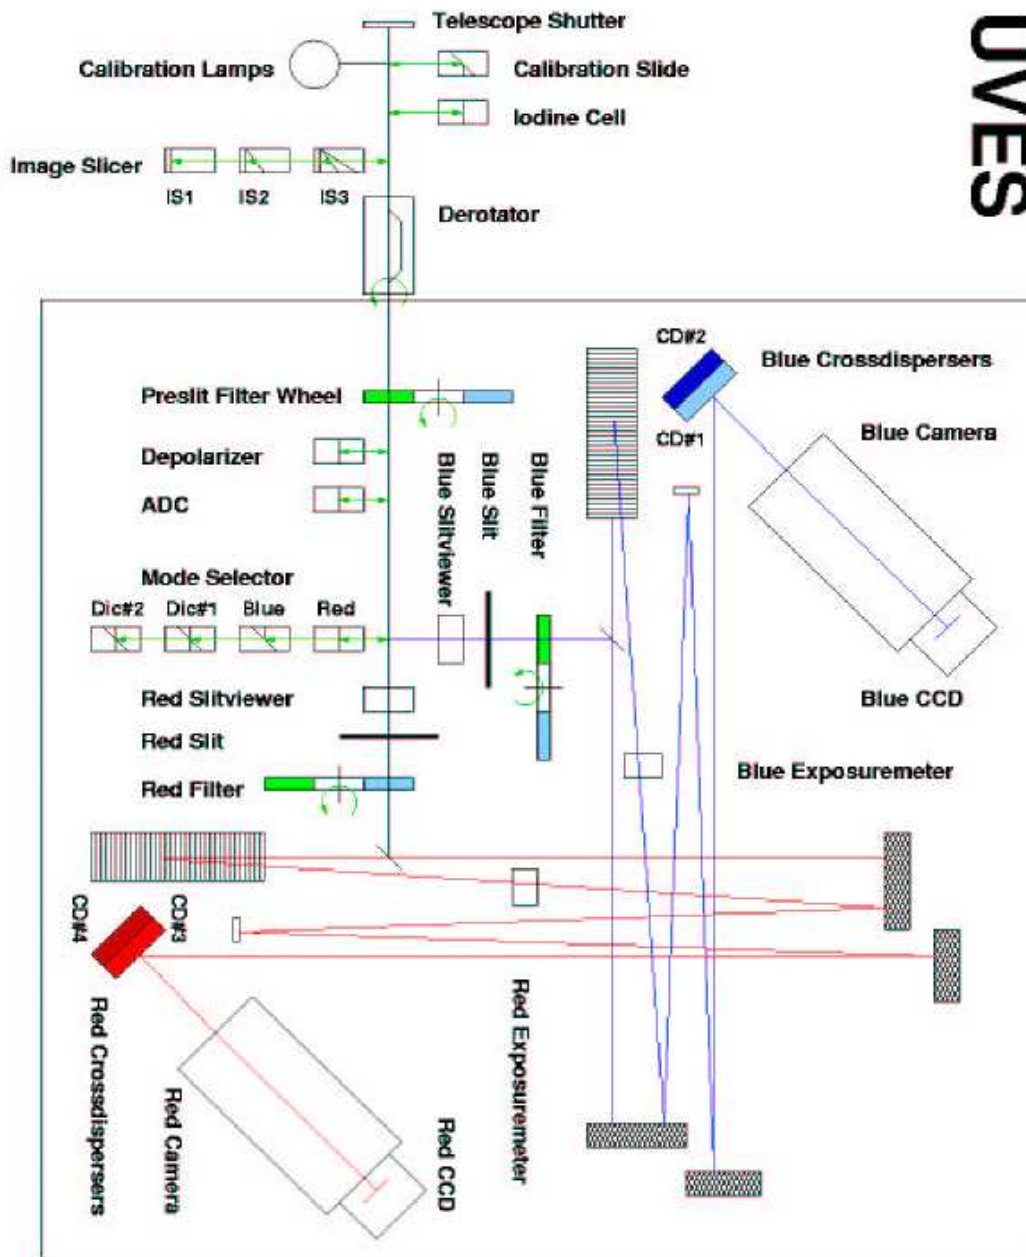 UVES
Telescope Shutter
Calibration Lamps
Calibration Slide
Iodine Cell
Image Slicer
IS1
IS2
IS3
Derotator
CD#2
Blue Crossdispersers
CD#1
Blue Camera
Preslit Filter Wheel
Depolarizer
ADC
Blue Slitviewer
Blue Slit
Blue Filter
Mode Selector
Dic#2
Dic#1
Blue
Red
Red Slitviewer
Blue CCD
Red Slit
Blue Exposuremeter
Red Filter
CD#4
CD#3
Red Crossdispersers
Red Camera
Red CCD
Red Exposuremeter